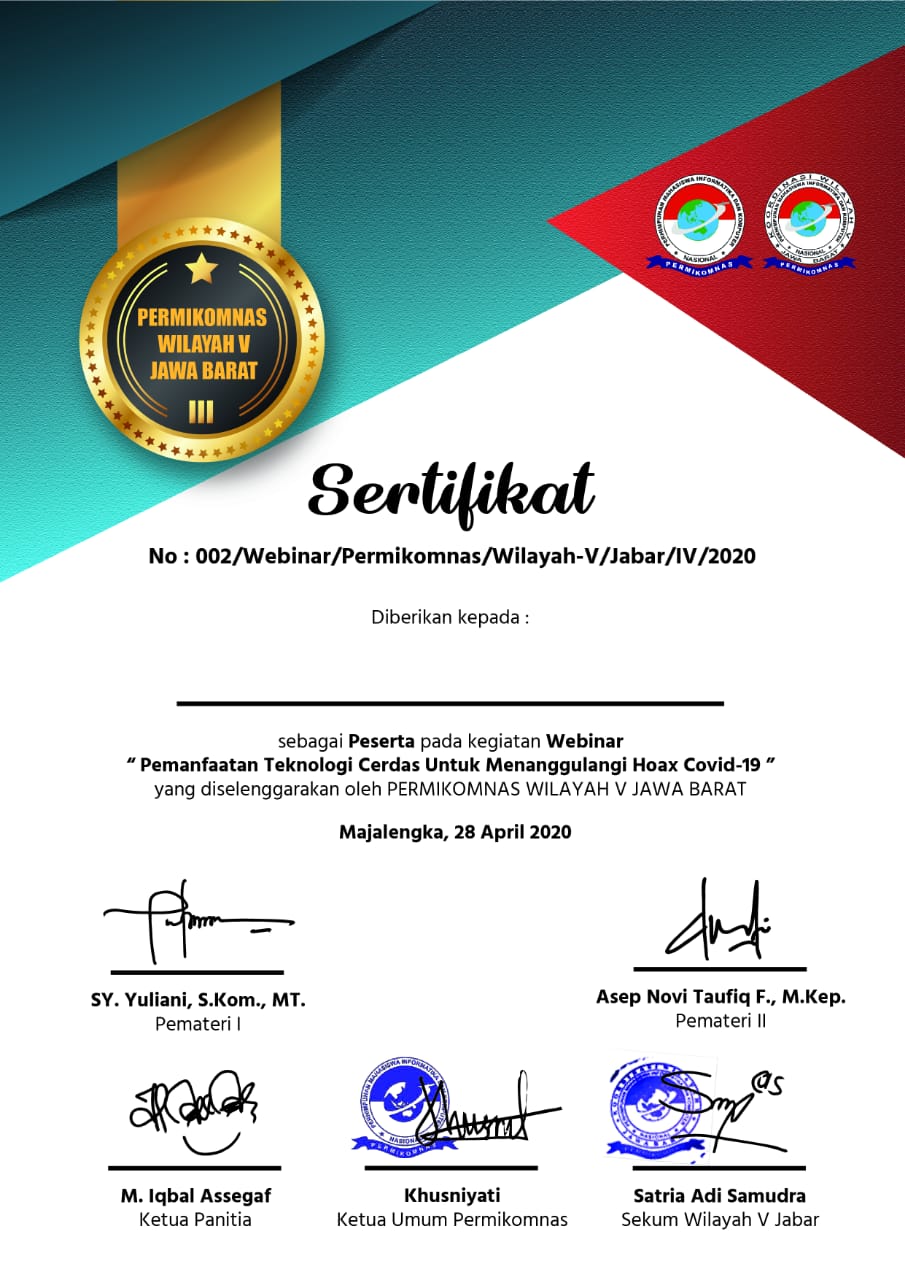 PERHIMPUNAN MAHASISWA INFORMATIKA DAN KOMPUTER
NASIONAL
PERMIKOMNAS
KOORDINASI WILAYAH V
PERHIMPUNAN MAHASISWA INFORMATIKA DAN KOMPUTER
NASIONAL
JAWA BARAT
PERMIKOMNAS
PERMIKOMNAS
WILAYAH V
JAWA BARAT
III
Sertifikat
No : 002/Webinar/Permikomnas/Wilayah-V/Jabar/IV/2020
Diberikan kepada :
sebagai Peserta pada kegiatan Webinar
“ Pemanfaatan Teknologi Cerdas Untuk Menanggulangi Hoax Covid-19 ”
yang diselenggarakan oleh PERMIKOMNAS WILAYAH V JAWA BARAT
Majalengka, 28 April 2020
SY. Yuliani, S.Kom., MT.
Pemateri I
Asep Novi Taufiq F., M.Kep.
Pemateri II
PERHIMPUNAN MAHASISWA INFORMATIKA
NASIONAL
PERMIKOMNAS
NASIONAL
JAWA BARAT
M. Iqbal Assegaf
Ketua Panitia
Khusniyati
Ketua Umum Permikomnas
Satria Adi Samudra
Sekum Wilayah V Jabar